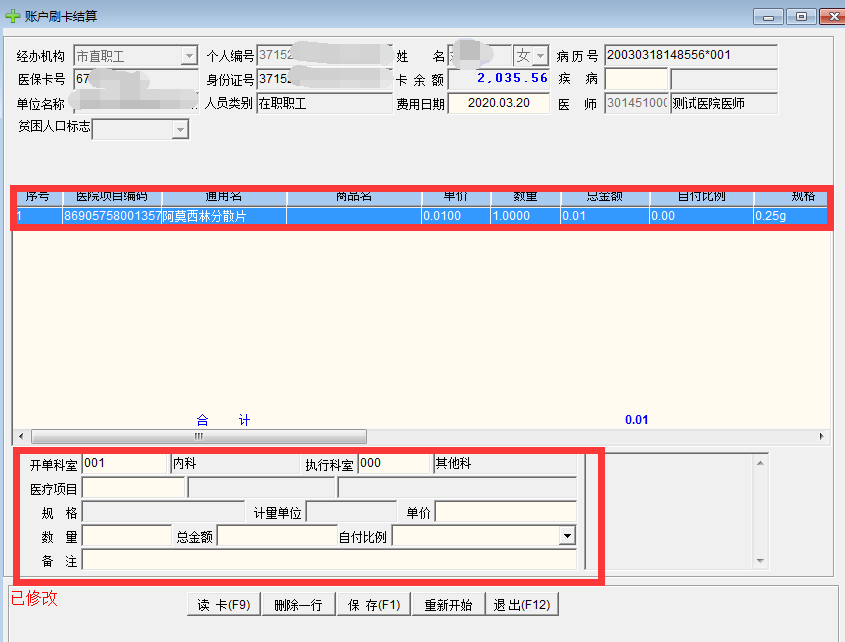 账户刷卡结算
经办机构 市直职工 个人编号 3715 姓 名 女 病历号 20030318148556*001
医保卡号 67 身份证号 3715 卡余额 2,035.56 疾 病
单位名称 人员类别 在职职工 费用日期 2020.03.20 医 师 301451000 测试医院医师
贫困人口标志
序号 医院项目编码 通用名 商品名 单价 数量 总金额 自付比例 规格
1 86905758001357 阿莫西林分散片 0.0100 1.0000 0.01 0.00 0.25g
合 计 0.01
开单科室 001 内科 执行科室 000 其他科
医疗项目
规 格 计量单位 单价
数 量 总金额 自付比例
备 注
已修改
读 卡(F9) 删除一行 保 存(F1) 重新开始 退 出(F12)